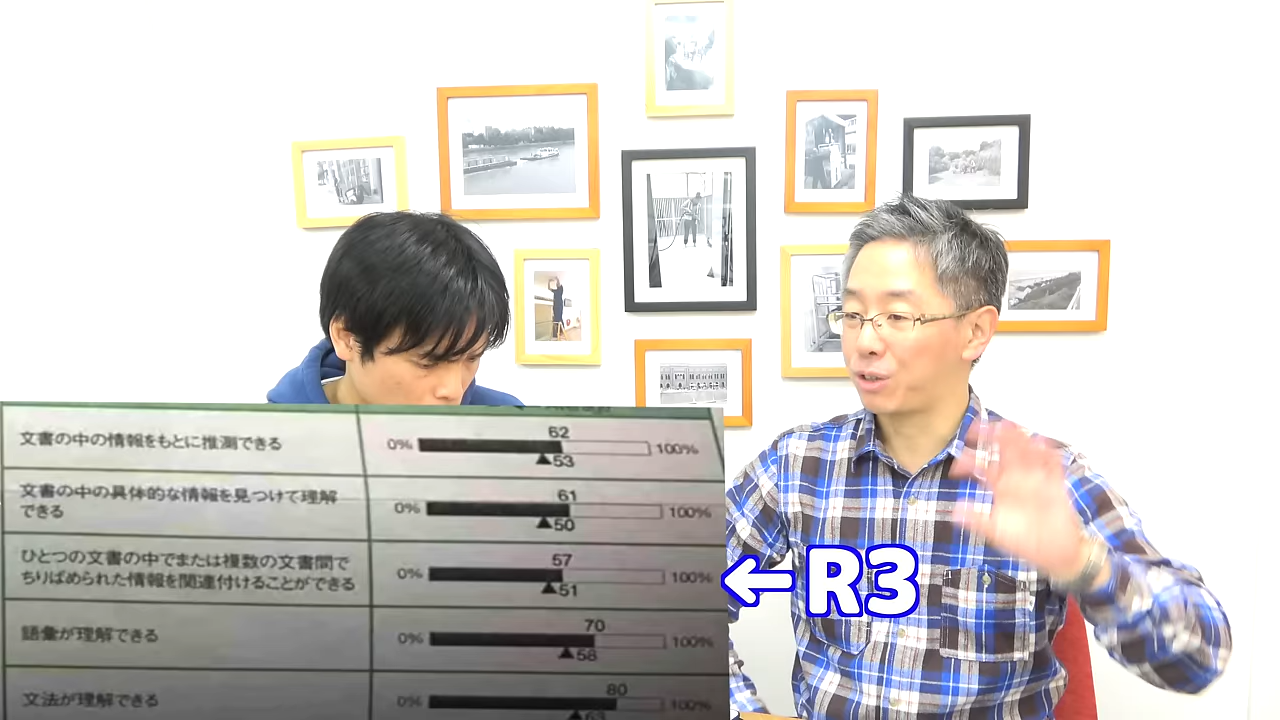 文書の中の情報をもとに推測できる
0% 62 100%
53
文書の中の具体的な情報を見つけて理解
できる
0% 61 100%
50
ひとつの文書の中でまたは複数の文書間で
ちりばめられた情報を関連付けることができる
0% 57 100%
51
←R3
語彙が理解できる
0% 70 100%
58
文法が理解できる
0% 80 100%
63